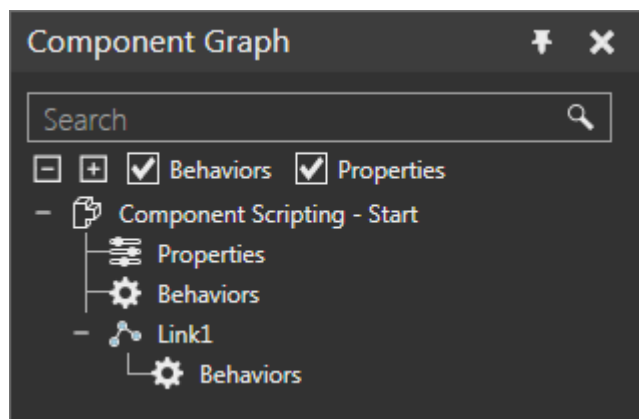 Component Graph
Search
Behaviors Properties
Component Scripting - Start
Properties
Behaviors
Link1
Behaviors